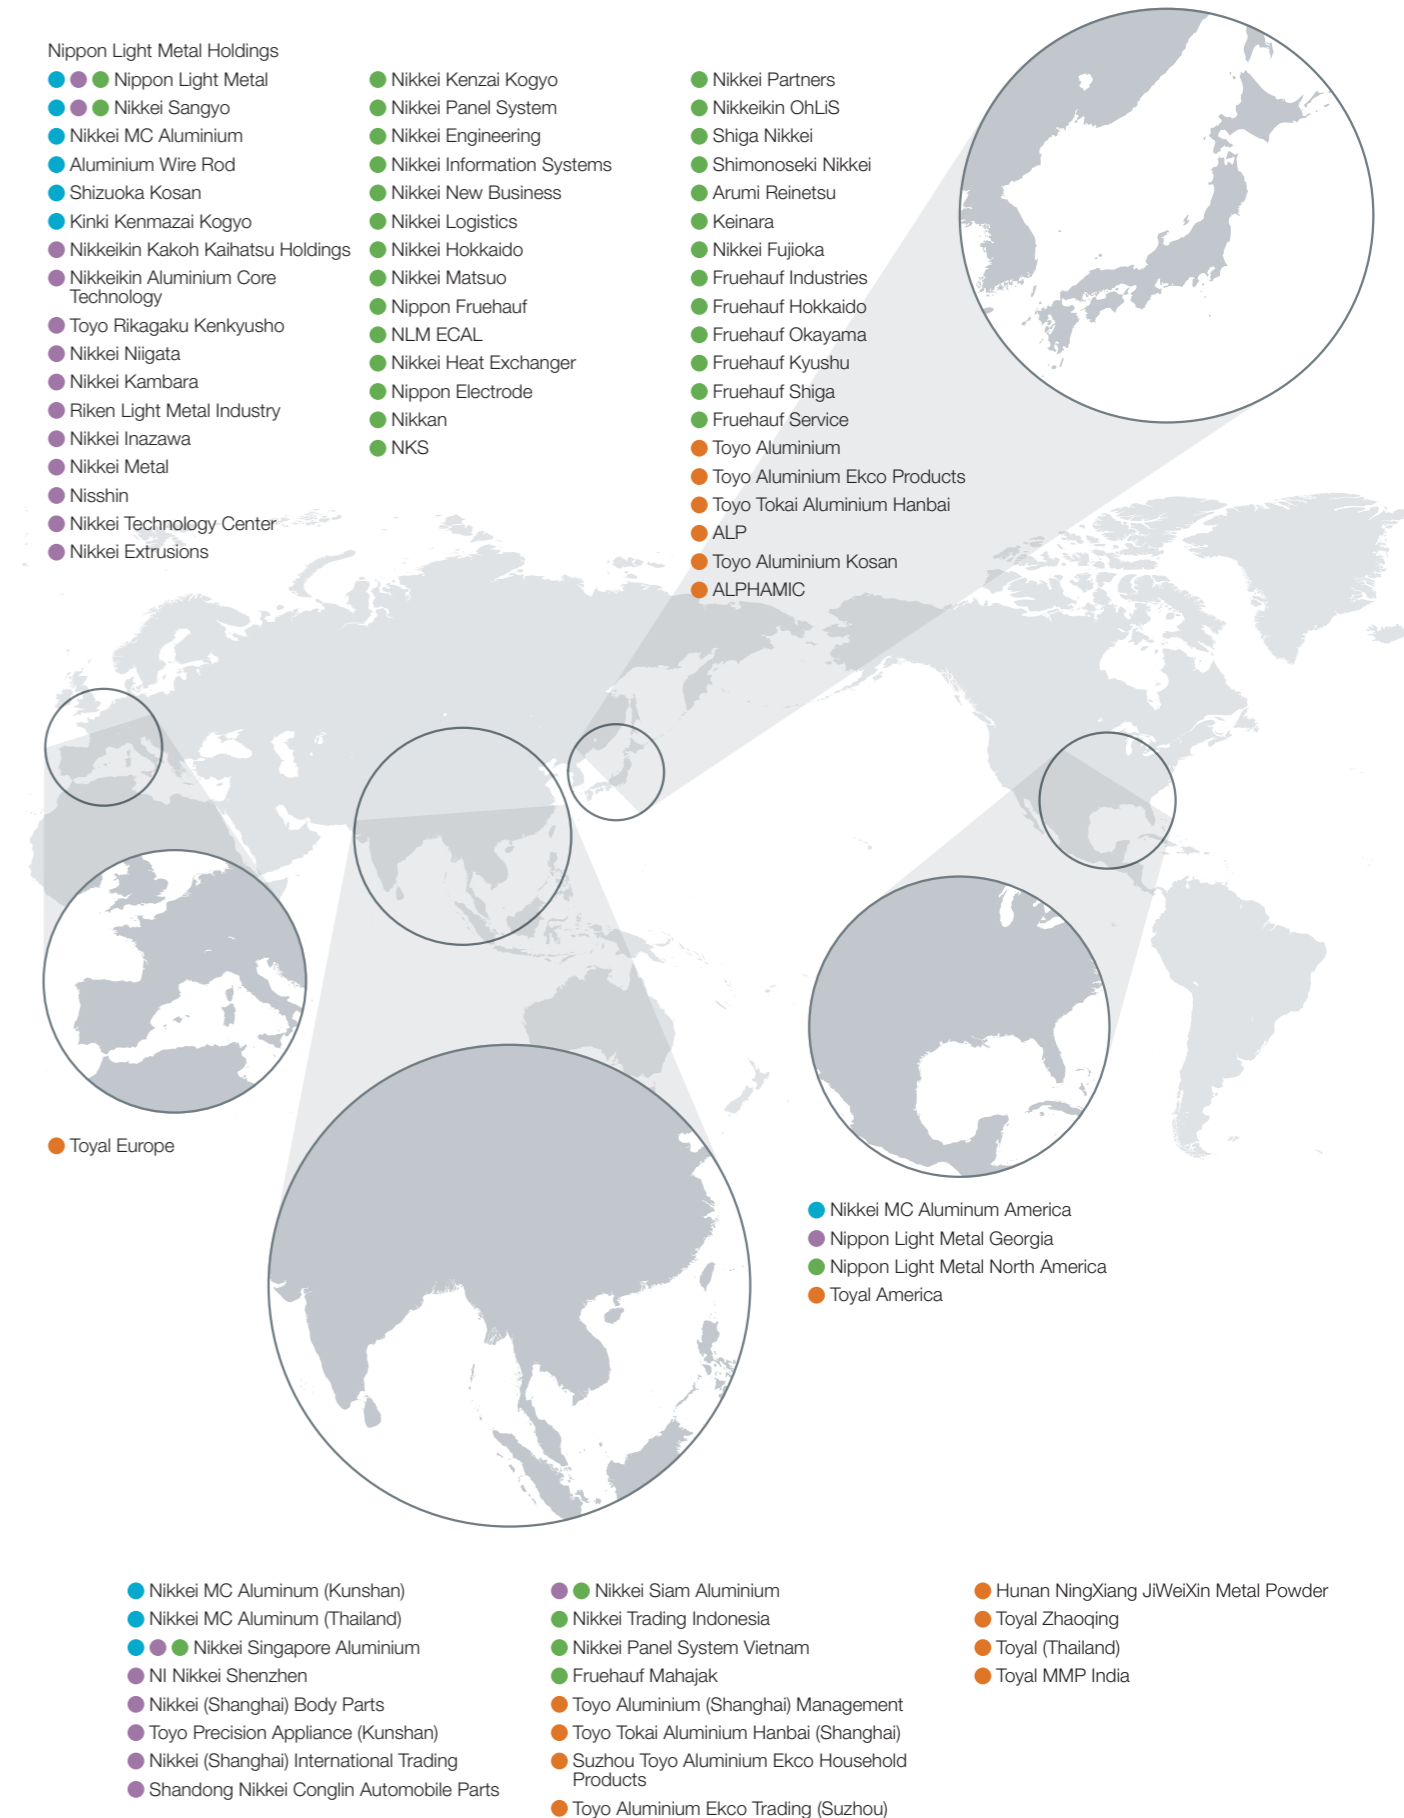 Nippon Light Metal Holdings
Nippon Light Metal
Nikkei Sangyo
Nikkei MC Aluminium
Aluminium Wire Rod
Shizuoka Kosan
Kinki Kenmazai Kogyo
Nikkeikin Kakoh Kaihatsu Holdings
Nikkeikin Aluminium Core
Technology
Toyo Rikagaku Kenkyusho
Nikkei Niigata
Nikkei Kambara
Riken Light Metal Industry
Nikkei Inazawa
Nikkei Metal
Nisshin
Nikkei Technology Center
Nikkei Extrusions
Nikkei Kenzai Kogyo
Nikkei Panel System
Nikkei Engineering
Nikkei Information Systems
Nikkei New Business
Nikkei Logistics
Nikkei Hokkaido
Nikkei Matsuo
Nippon Fruehauf
NLM ECAL
Nikkei Heat Exchanger
Nippon Electrode
Nikkan
NKS
Nikkei Partners
Nikkeikin OhLiS
Shiga Nikkei
Shimonoseki Nikkei
Arumi Reinetsu
Keinara
Nikkei Fujioka
Fruehauf Industries
Fruehauf Hokkaido
Fruehauf Okayama
Fruehauf Kyushu
Fruehauf Shiga
Fruehauf Service
Toyo Aluminium
Toyo Aluminium Ekco Products
Toyo Tokai Aluminium Hanbai
ALP
Toyo Aluminium Kosan
ALPHAMIC
Toyal Europe
Nikkei MC Aluminum America
Nippon Light Metal Georgia
Nippon Light Metal North America
Toyal America
Nikkei MC Aluminum (Kunshan)
Nikkei MC Aluminum (Thailand)
Nikkei Singapore Aluminium
NI Nikkei Shenzhen
Nikkei (Shanghai) Body Parts
Toyo Precision Appliance (Kunshan)
Nikkei (Shanghai) International Trading
Shandong Nikkei Conglin Automobile Parts
Nikkei Siam Aluminium
Nikkei Trading Indonesia
Nikkei Panel System Vietnam
Fruehauf Mahajak
Toyo Aluminium (Shanghai) Management
Toyo Tokai Aluminium Hanbai (Shanghai)
Suzhou Toyo Aluminium Ekco Household
Products
Toyo Aluminium Ekco Trading (Suzhou)
Hunan NingXiang JiWeiXin Metal Powder
Toyal Zhaoqing
Toyal (Thailand)
Toyal MMP India